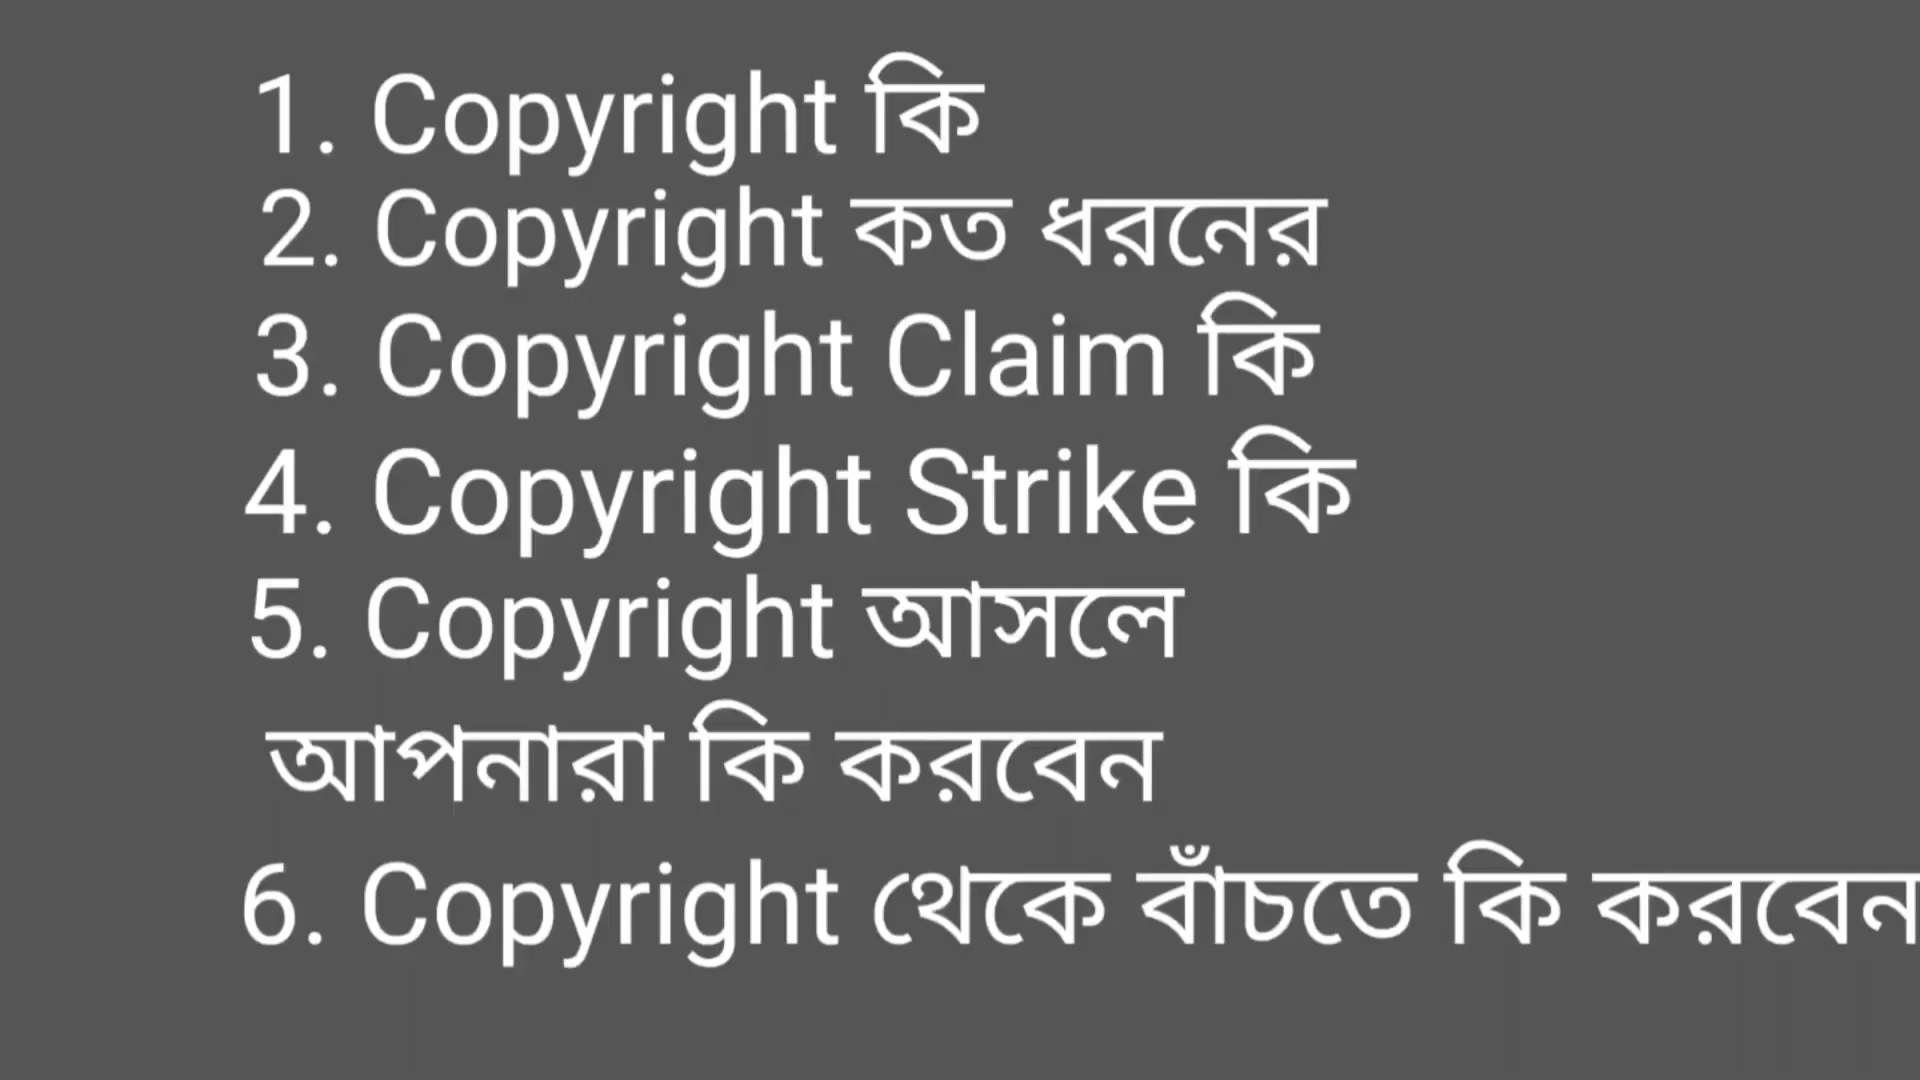 1. Copyright কি
2. Copyright কত ধরনের
3. Copyright Claim কি
4. Copyright Strike কি
5. Copyright আসলে
আপনারা কি করবেন
6. Copyright থেকে বাঁচতে কি করবেন